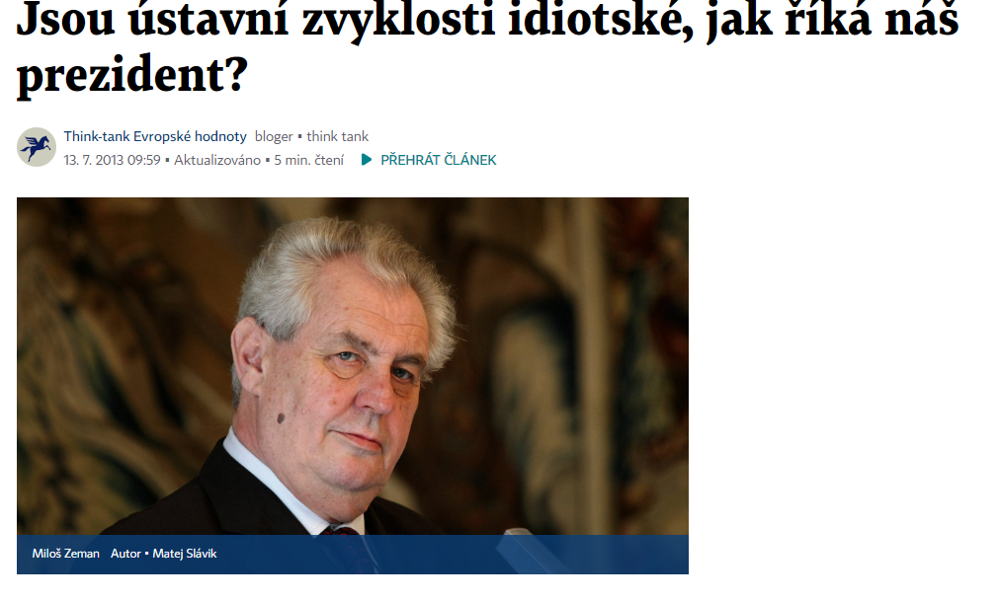 Jsou ústavní zvyklosti idiotské, jak říká náš
prezident?
Think-tank Evropské hodnoty bloger ▪ think tank
13. 7. 2013 09:59 ▪ Aktualizováno ▪ 5 min. čtení PŘEHRÁT ČLÁNEK
Miloš Zeman Autor ▪ Matej Slávik